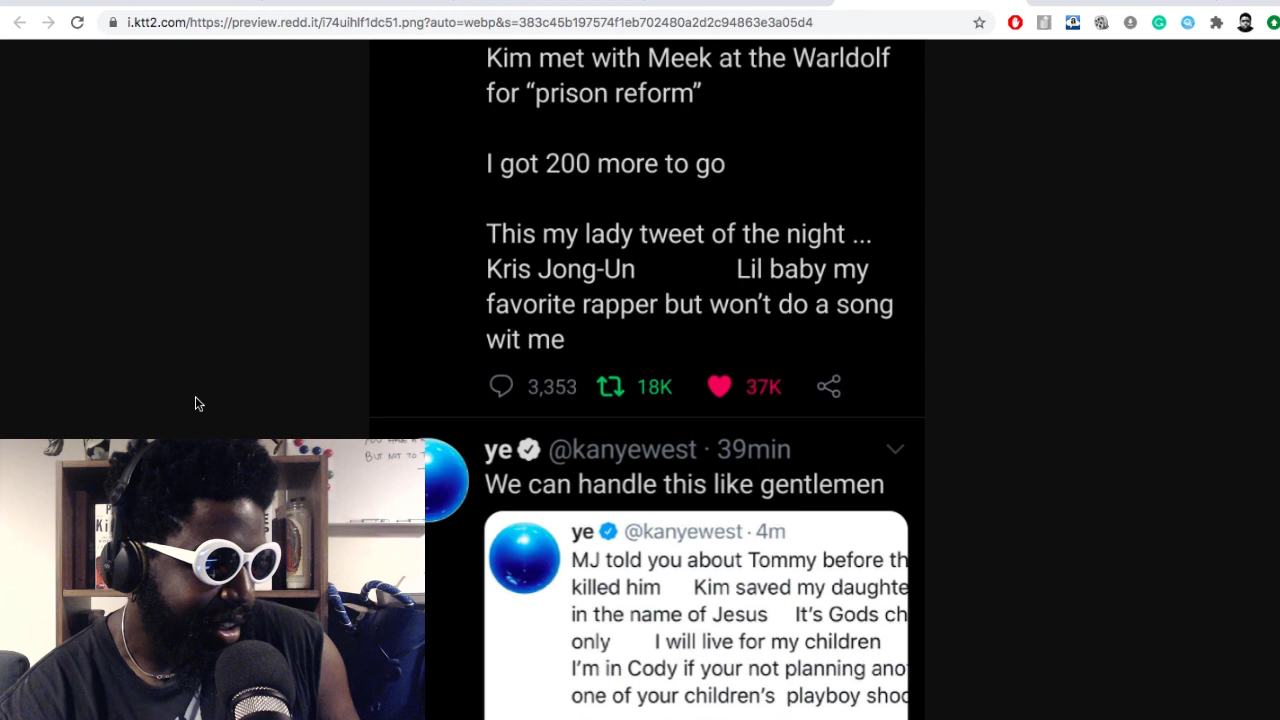 i.ktt2.com/https://preview.redd.it/i74uihlf1dc51.png?auto=webp&s=383c45b197574f1eb702480a2d2c94863e3a05d4
Kim met with Meek at the Warldolf
for “prison reform”
I got 200 more to go
This my lady tweet of the night ...
Kris Jong-Un Lil baby my
favorite rapper but won’t do a song
wit me
3,353 18K 37K
ye @kanyewest · 39min
We can handle this like gentlemen
ye @kanyewest · 4m
MJ told you about Tommy before th
killed him Kim saved my daughte
in the name of Jesus It’s Gods ch
only I will live for my children
I’m in Cody if your not planning ano
one of your children’s playboy shoo
BUT NOT TO